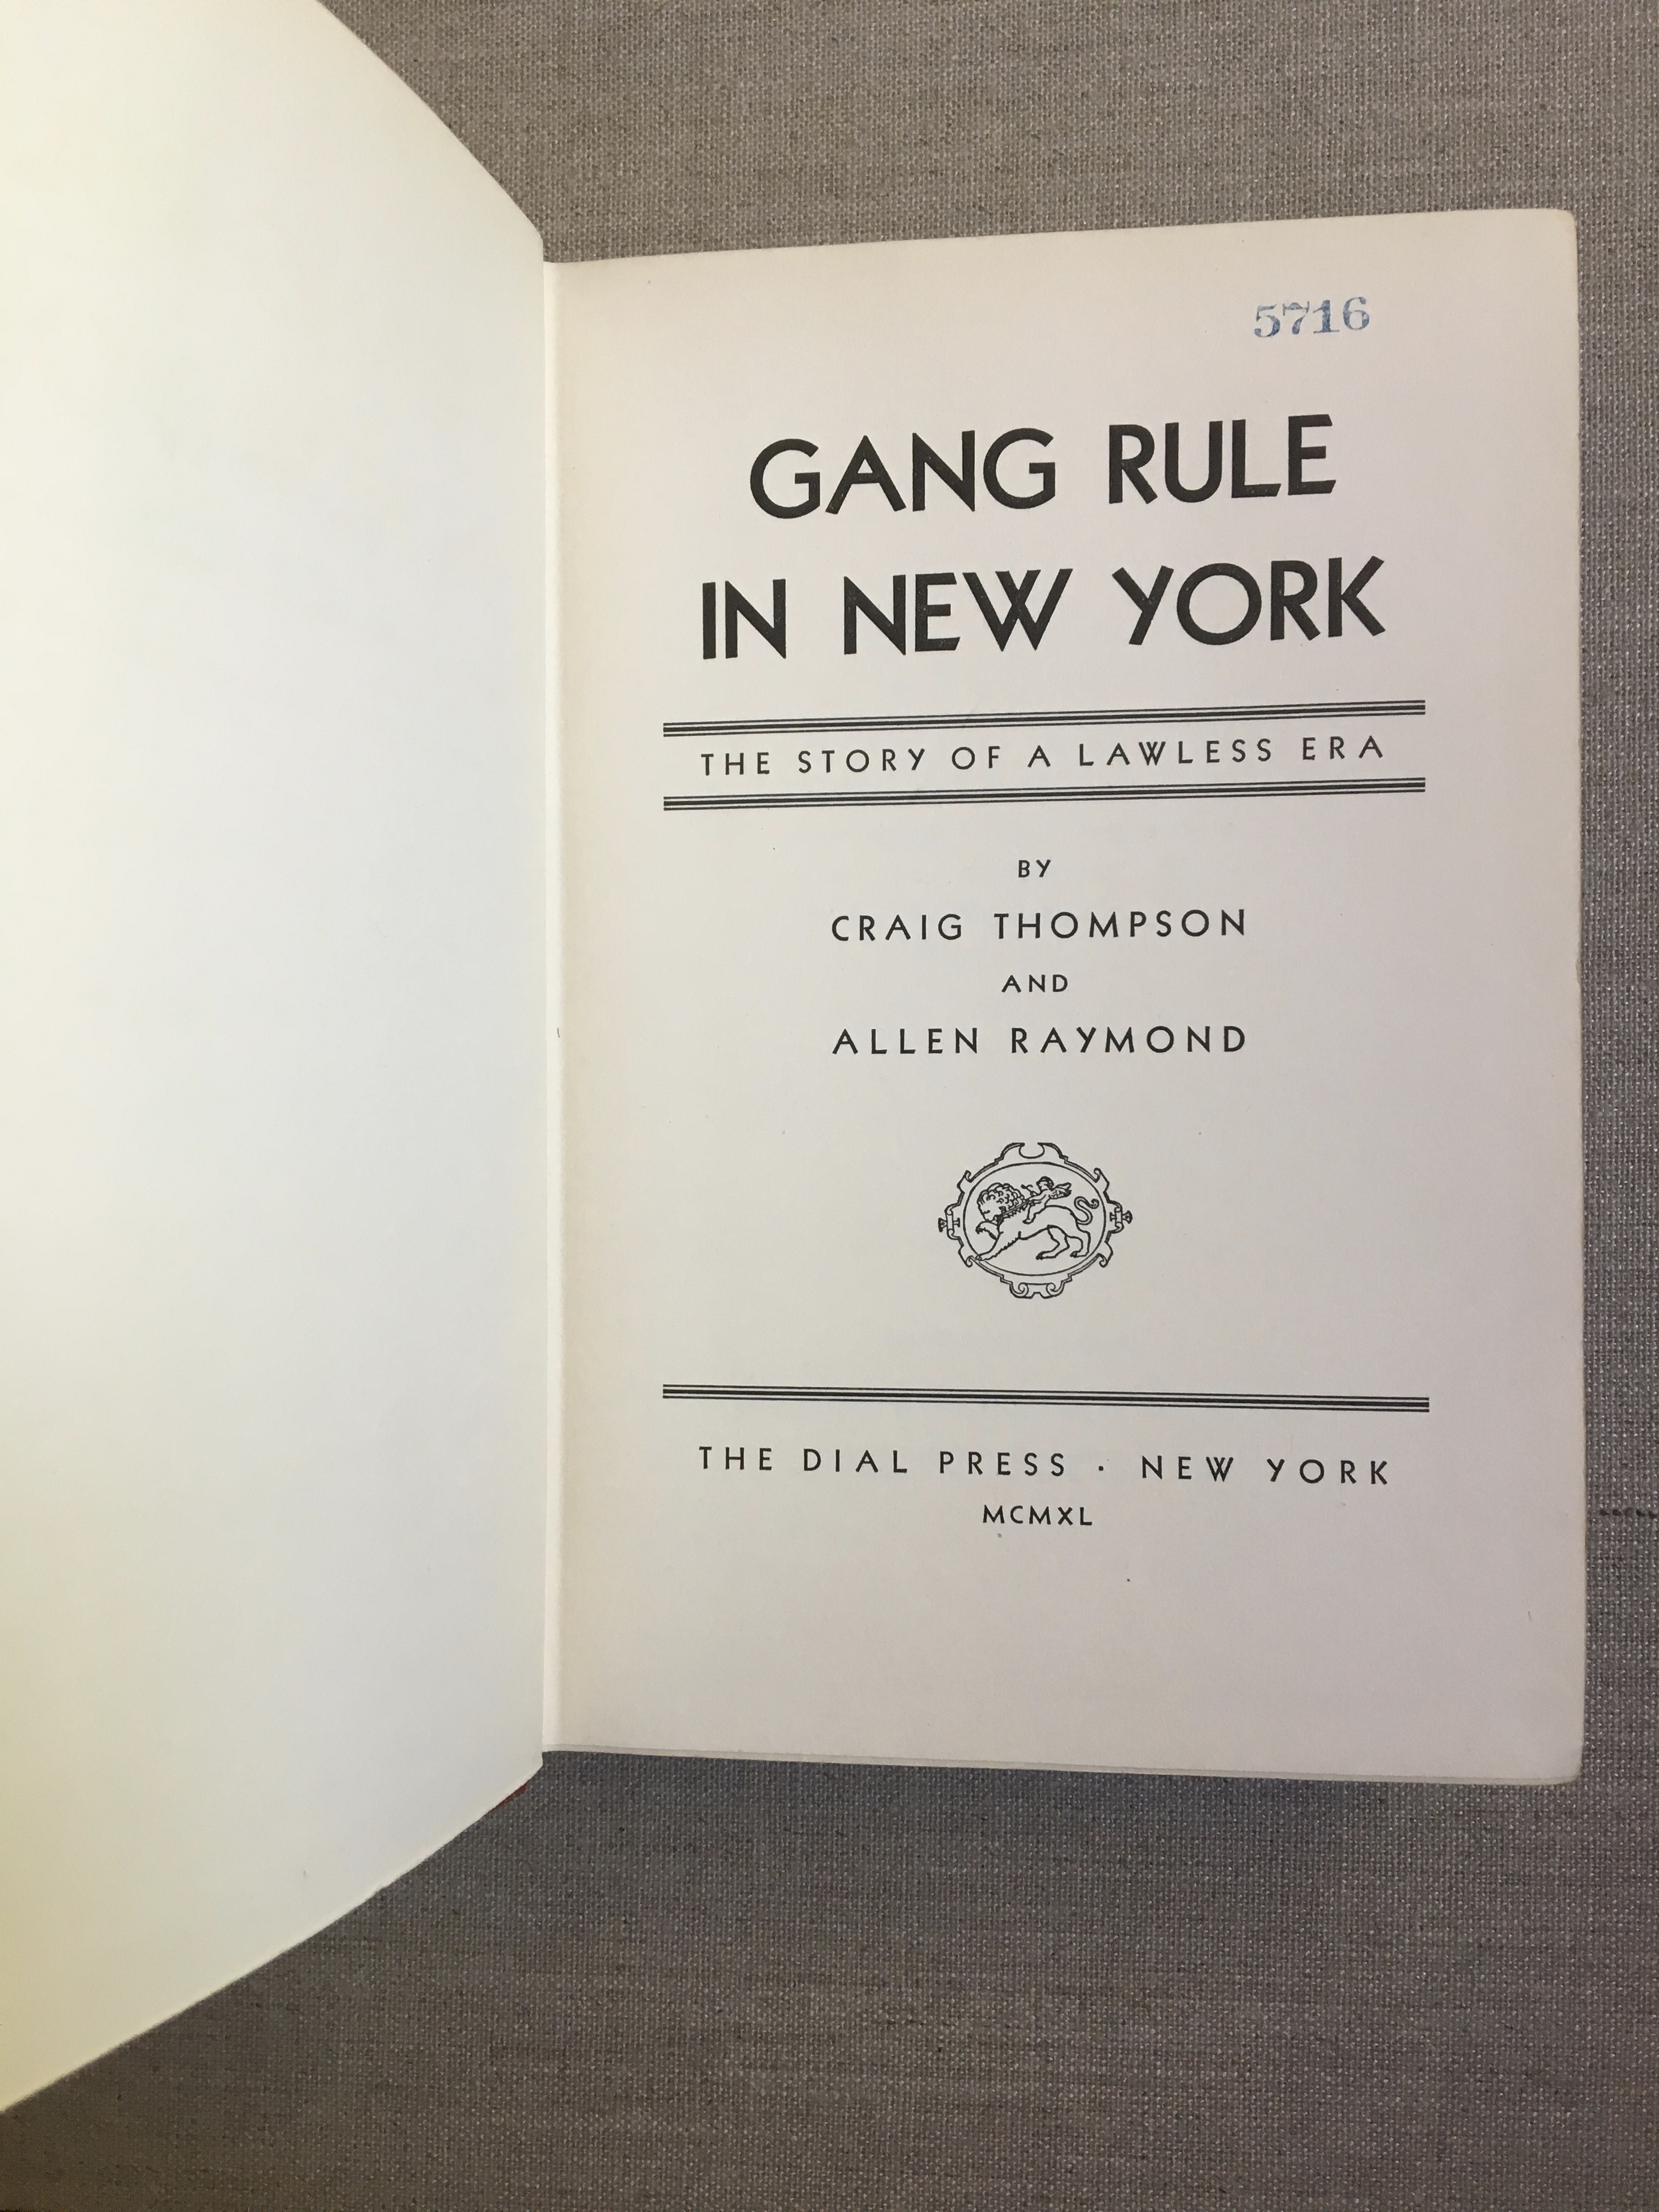 5716
GANG RULE
IN NEW YORK
THE STORY OF A LAWLESS ERA
BY
CRAIG THOMPSON
AND
ALLEN RAYMOND
THE DIAL PRESS · NEW YORK
MCMXL